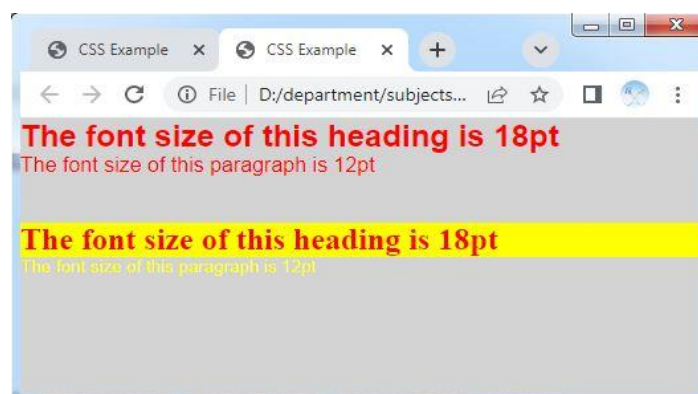 CSS Example
CSS Example
File | D:/department/subjects...
The font size of this heading is 18pt
The font size of this paragraph is 12pt
The font size of this heading is 18pt
The font size of this paragraph is 12pt